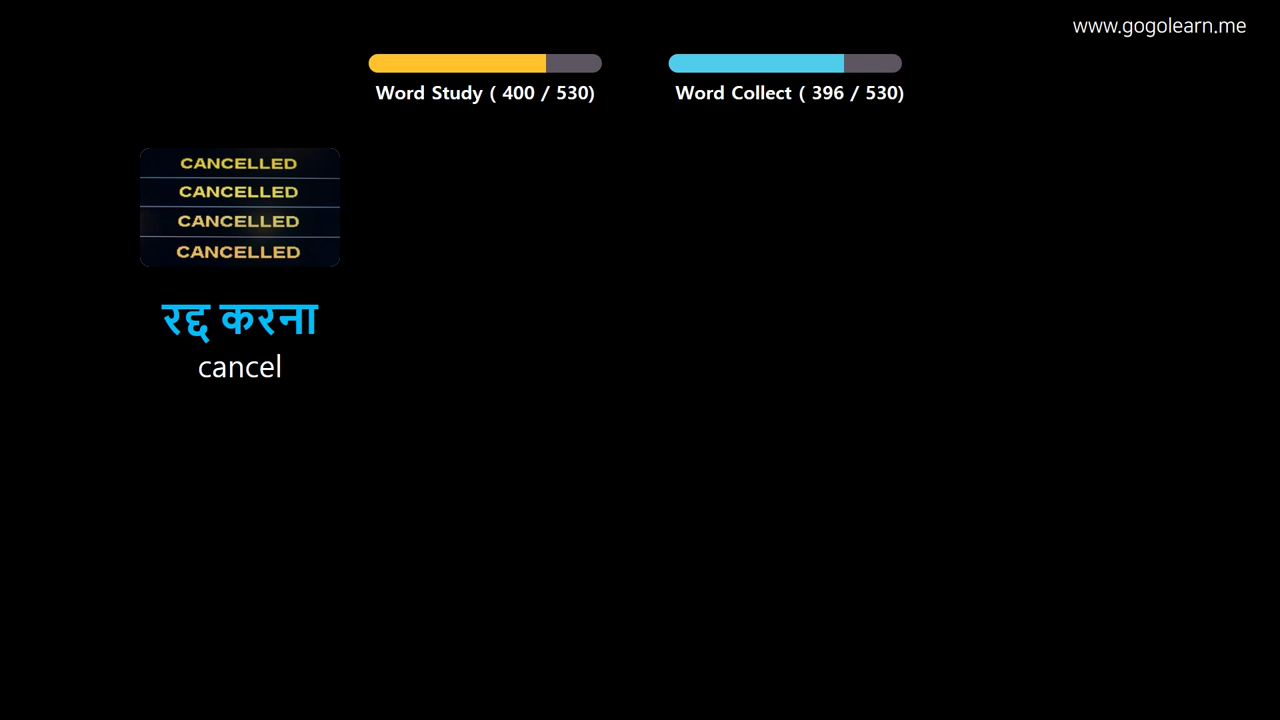 www.gogolearn.me
Word Study ( 400 / 530)
Word Collect ( 396 / 530)
CANCELLED
CANCELLED
CANCELLED
CANCELLED
रद्द करना
cancel